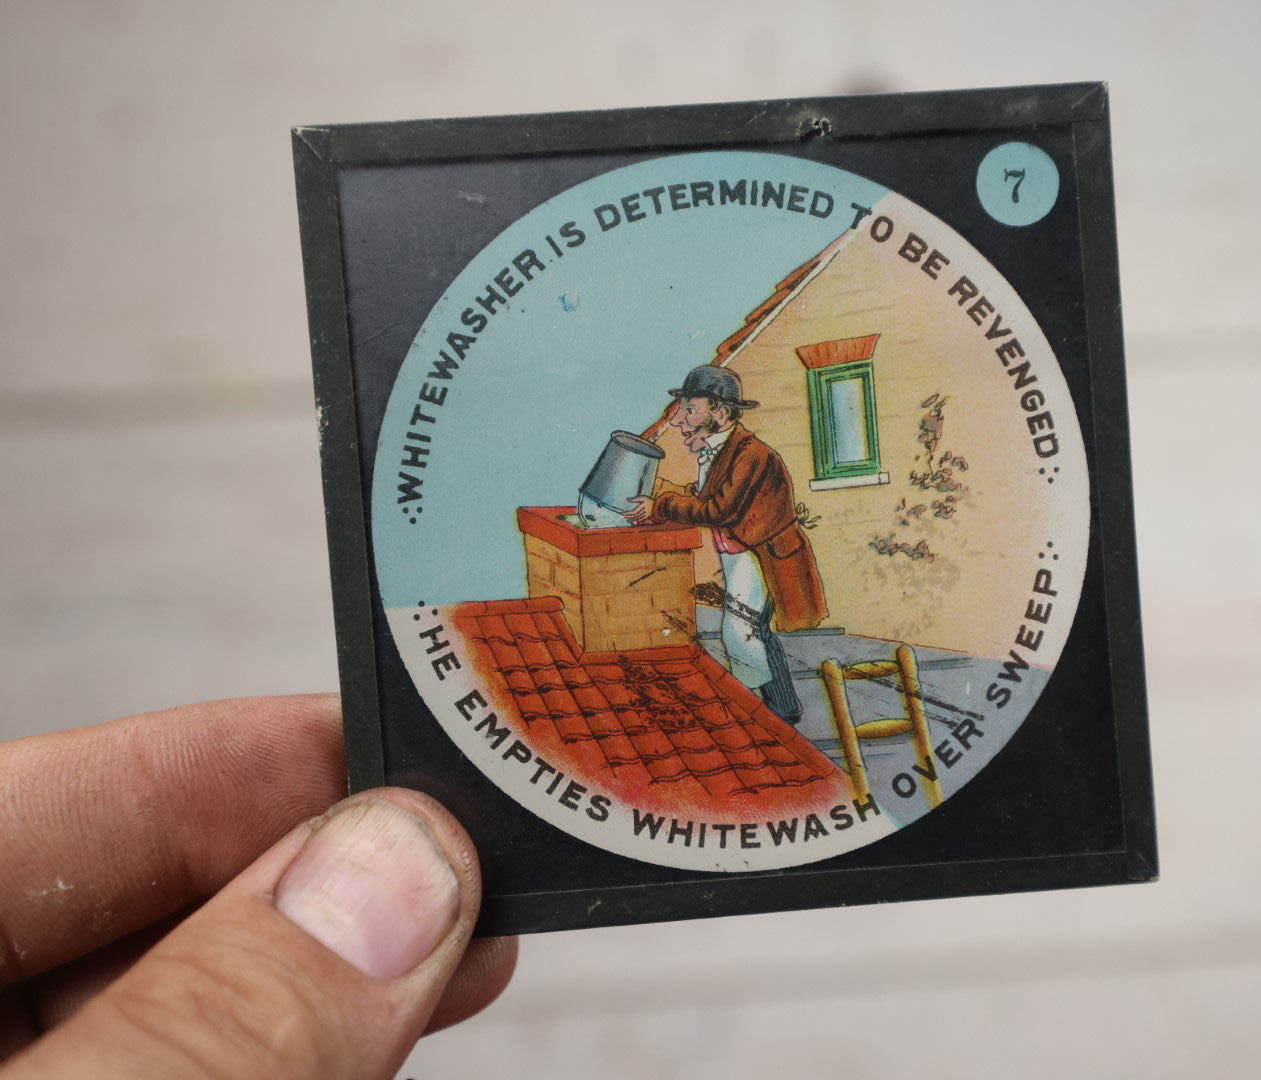 7
WHITEWASHER IS DETERMINED TO BE REVENGED:
HE EMPTIES WHITEWASH OVER SWEEP: